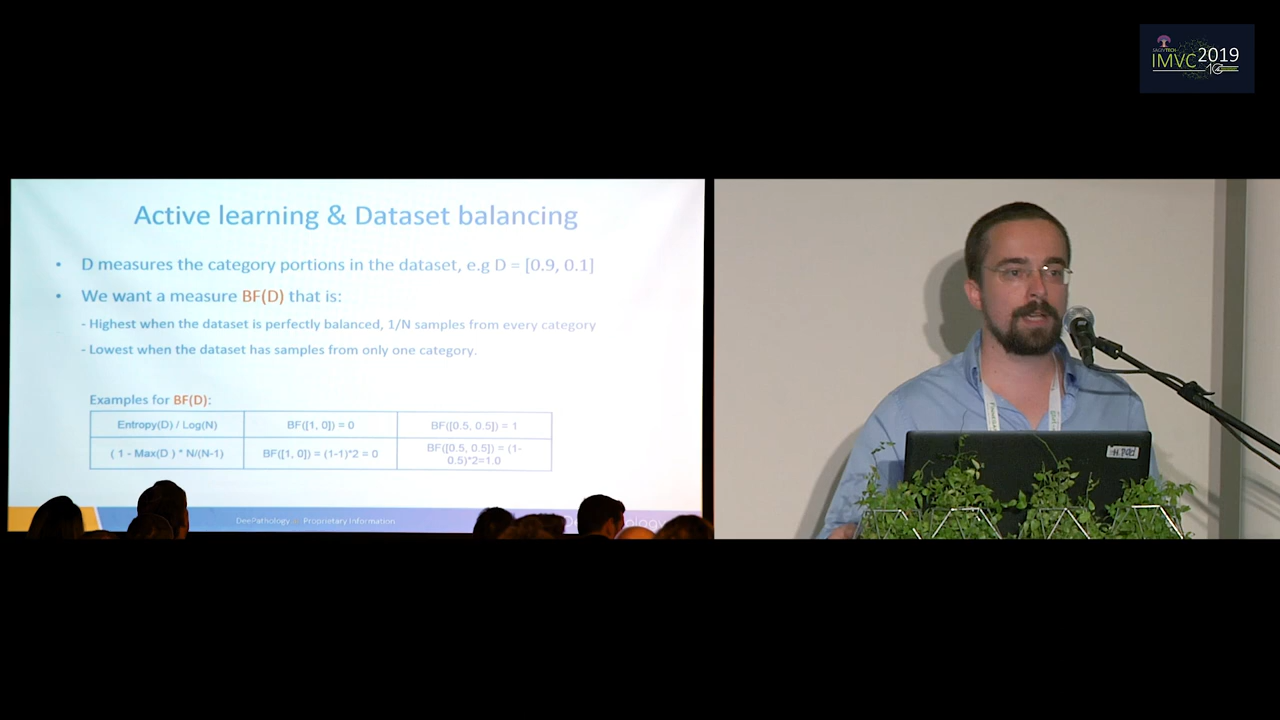 SAGIVTECH
IMVC 2019
10
Active learning & Dataset balancing
• D measures the category portions in the dataset, e.g D = [0.9, 0.1]
• We want a measure BF(D) that is:
- Highest when the dataset is perfectly balanced, 1/N samples from every category
- Lowest when the dataset has samples from only one category.
Examples for BF(D):
Entropy(D) / Log(N) BF([1, 0]) = 0 BF([0.5, 0.5]) = 1
( 1 - Max(D ) * N/(N-1) BF([1, 0]) = (1-1)*2 = 0 BF([0.5, 0.5]) = (1-
0.5)*2=1.0
DeePathology Proprietary Information